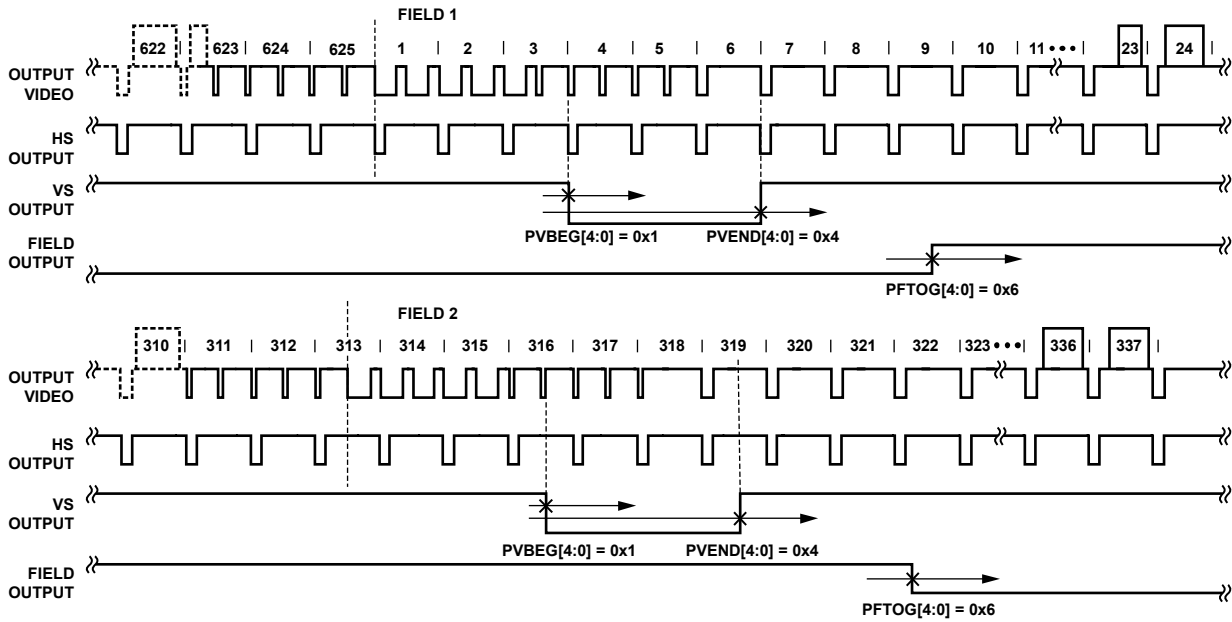 FIELD 1
622 623 624 625 1 2 3 4 5 6 7 8 9 10 11 ••• 23 24
OUTPUT
VIDEO
HS
OUTPUT
VS
OUTPUT
PVBEG[4:0] = 0x1 PVEND[4:0] = 0x4
FIELD
OUTPUT
PFTOG[4:0] = 0x6
FIELD 2
310 311 312 313 314 315 316 317 318 319 320 321 322 323 ••• 336 337
OUTPUT
VIDEO
HS
OUTPUT
VS
OUTPUT
PVBEG[4:0] = 0x1 PVEND[4:0] = 0x4
FIELD
OUTPUT
PFTOG[4:0] = 0x6